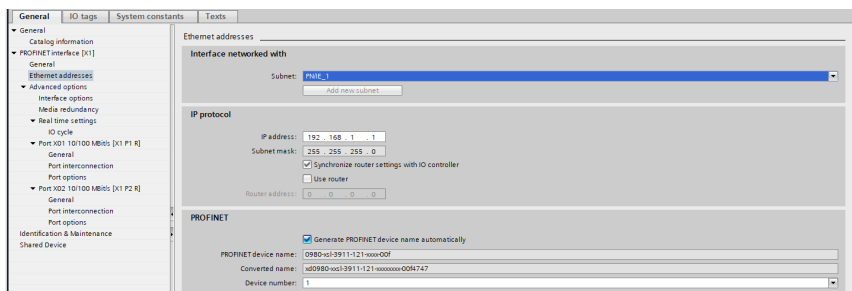 General IO tags System constants Texts
General
Catalog information
PROFINET interface [X1]
General
Ethernet addresses
Advanced options
Interface options
Media redundancy
Real time settings
IO cycle
Port X01 10/100 MBit/s [X1 P1 R]
General
Port interconnection
Port options
Port X02 10/100 MBit/s [X1 P2 R]
General
Port interconnection
Port options
Identification & Maintenance
Shared Device
Ethernet addresses
Interface networked with
Subnet: PN/IE_1
Add new subnet
IP protocol
IP address: 192 . 168 . 1 . 1
Subnet mask: 255 . 255 . 255 . 0
Synchronize router settings with IO controller
Use router
Router address: 0 . 0 . 0 . 0
PROFINET
Generate PROFINET device name automatically
PROFINET device name: 0980-xsl-3911-121-xxxx-00f
Converted name: xd0980-xxsl-3911-121-xxxxxxxx-00f4747
Device number: 1